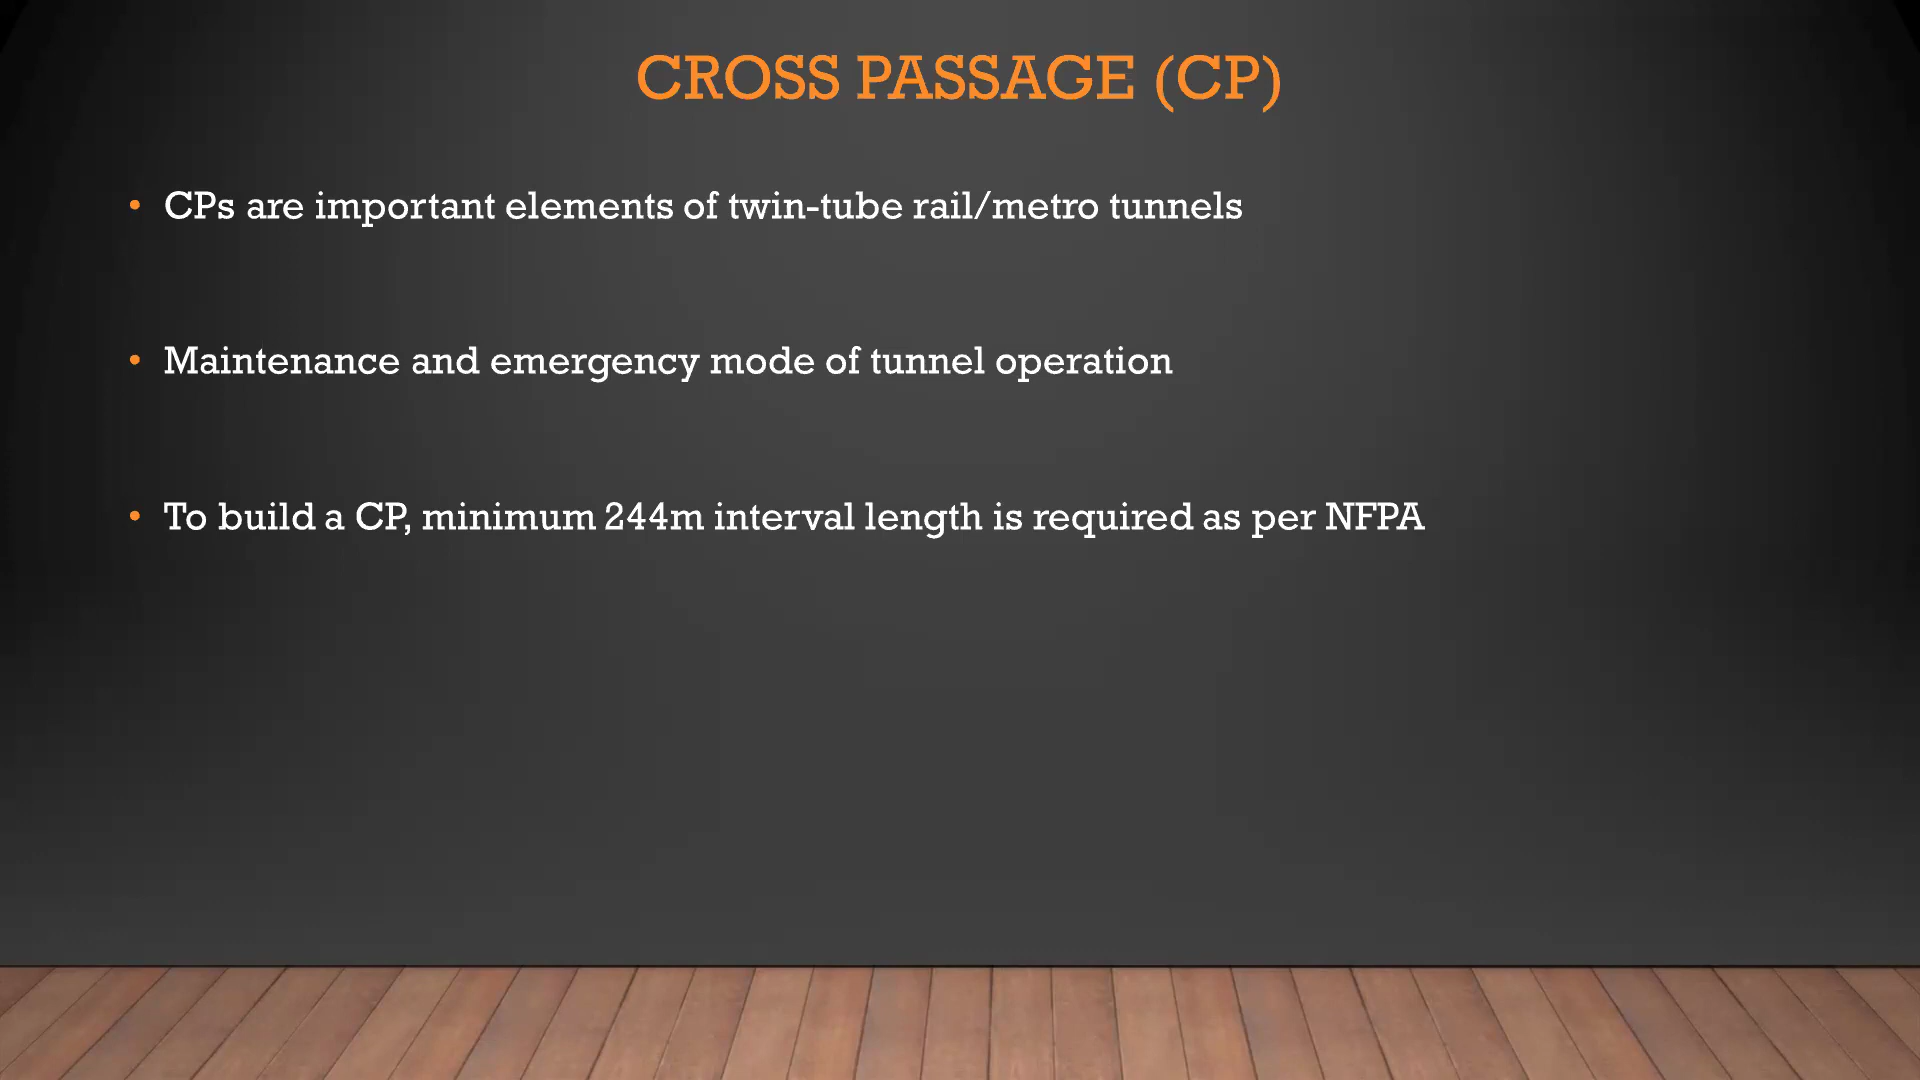 CROSS PASSAGE (CP)
• CPs are important elements of twin-tube rail/metro tunnels
• Maintenance and emergency mode of tunnel operation
• To build a CP, minimum 244m interval length is required as per NFPA